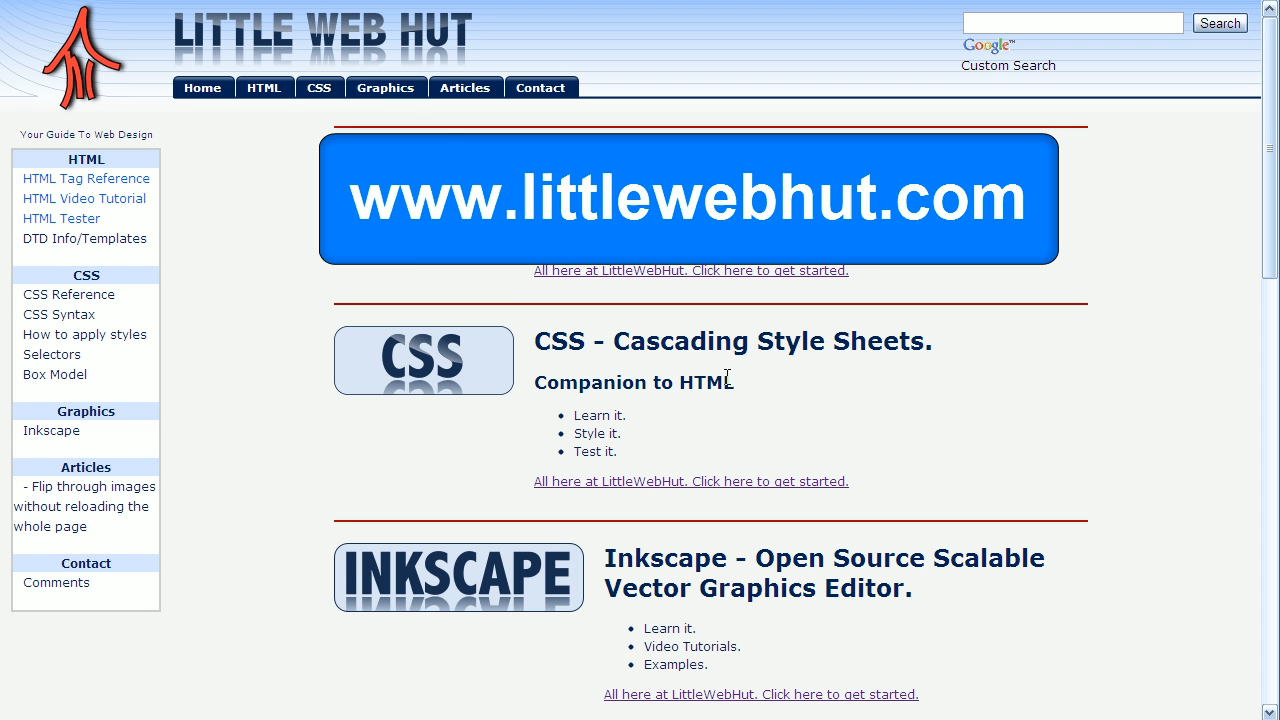 LITTLE WEB HUT
Search
Google™
Custom Search
Home HTML CSS Graphics Articles Contact
Your Guide To Web Design
HTML
HTML Tag Reference
HTML Video Tutorial
HTML Tester
DTD Info/Templates
CSS
CSS Reference
CSS Syntax
How to apply styles
Selectors
Box Model
Graphics
Inkscape
Articles
- Flip through images
without reloading the
whole page
Contact
Comments
www.littlewebhut.com
All here at LittleWebHut. Click here to get started.
CSS
CSS - Cascading Style Sheets.
Companion to HTML
• Learn it.
• Style it.
• Test it.
All here at LittleWebHut. Click here to get started.
INKSCAPE
Inkscape - Open Source Scalable
Vector Graphics Editor.
• Learn it.
• Video Tutorials.
• Examples.
All here at LittleWebHut. Click here to get started.